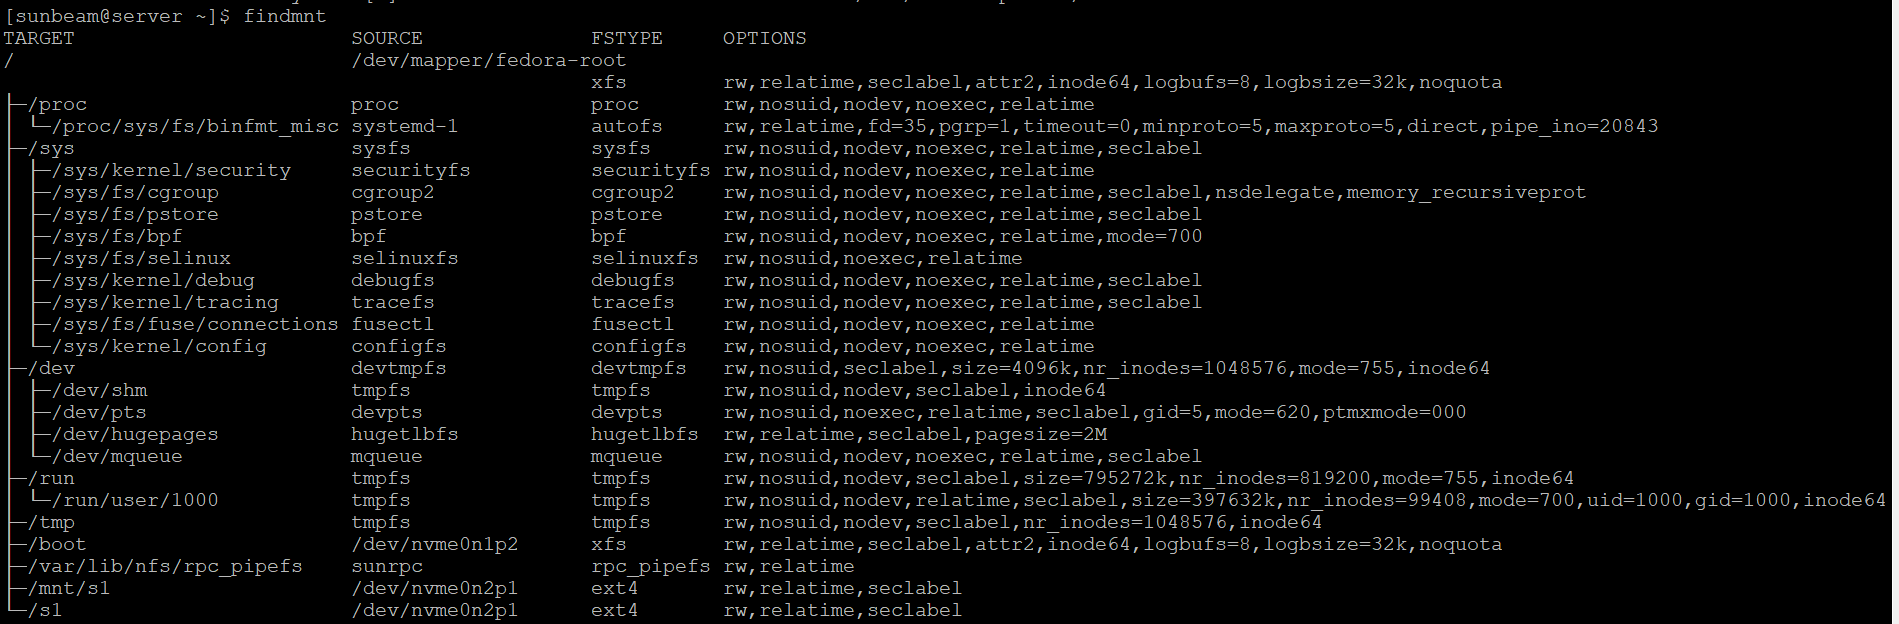 [sunbeam@server ~]$ findmnt
TARGET                       SOURCE              FSTYPE     OPTIONS
/                            /dev/mapper/fedora-root
                                                 xfs        rw,relatime,seclabel,attr2,inode64,logbufs=8,logbsize=32k,noquota
├─/proc                      proc                proc       rw,nosuid,nodev,noexec,relatime
│ └─/proc/sys/fs/binfmt_misc systemd-1           autofs     rw,relatime,fd=35,pgrp=1,timeout=0,minproto=5,maxproto=5,direct,pipe_ino=20843
├─/sys                       sysfs               sysfs      rw,nosuid,nodev,noexec,relatime,seclabel
│ ├─/sys/kernel/security     securityfs          securityfs rw,nosuid,nodev,noexec,relatime
│ ├─/sys/fs/cgroup           cgroup2             cgroup2    rw,nosuid,nodev,noexec,relatime,seclabel,nsdelegate,memory_recursiveprot
│ ├─/sys/fs/pstore           pstore              pstore     rw,nosuid,nodev,noexec,relatime,seclabel
│ ├─/sys/fs/bpf              bpf                 bpf        rw,nosuid,nodev,noexec,relatime,mode=700
│ ├─/sys/fs/selinux          selinuxfs           selinuxfs  rw,nosuid,noexec,relatime
│ ├─/sys/kernel/debug        debugfs             debugfs    rw,nosuid,nodev,noexec,relatime,seclabel
│ ├─/sys/kernel/tracing      tracefs             tracefs    rw,nosuid,nodev,noexec,relatime,seclabel
│ ├─/sys/fs/fuse/connections fusectl             fusectl    rw,nosuid,nodev,noexec,relatime
│ └─/sys/kernel/config       configfs            configfs   rw,nosuid,nodev,noexec,relatime
├─/dev                       devtmpfs            devtmpfs   rw,nosuid,seclabel,size=4096k,nr_inodes=1048576,mode=755,inode64
│ ├─/dev/shm                 tmpfs               tmpfs      rw,nosuid,nodev,seclabel,inode64
│ ├─/dev/pts                 devpts              devpts     rw,nosuid,noexec,relatime,seclabel,gid=5,mode=620,ptmxmode=000
│ ├─/dev/hugepages           hugetlbfs           hugetlbfs  rw,relatime,seclabel,pagesize=2M
│ └─/dev/mqueue              mqueue              mqueue     rw,nosuid,nodev,noexec,relatime,seclabel
├─/run                       tmpfs               tmpfs      rw,nosuid,nodev,seclabel,size=795272k,nr_inodes=819200,mode=755,inode64
│ └─/run/user/1000           tmpfs               tmpfs      rw,nosuid,nodev,relatime,seclabel,size=397632k,nr_inodes=99408,mode=700,uid=1000,gid=1000,inode64
├─/tmp                       tmpfs               tmpfs      rw,nosuid,nodev,seclabel,nr_inodes=1048576,inode64
├─/boot                      /dev/nvme0n1p2      xfs        rw,relatime,seclabel,attr2,inode64,logbufs=8,logbsize=32k,noquota
├─/var/lib/nfs/rpc_pipefs    sunrpc              rpc_pipefs rw,relatime
├─/mnt/s1                    /dev/nvme0n2p1      ext4       rw,relatime,seclabel
└─/s1                        /dev/nvme0n2p1      ext4       rw,relatime,seclabel